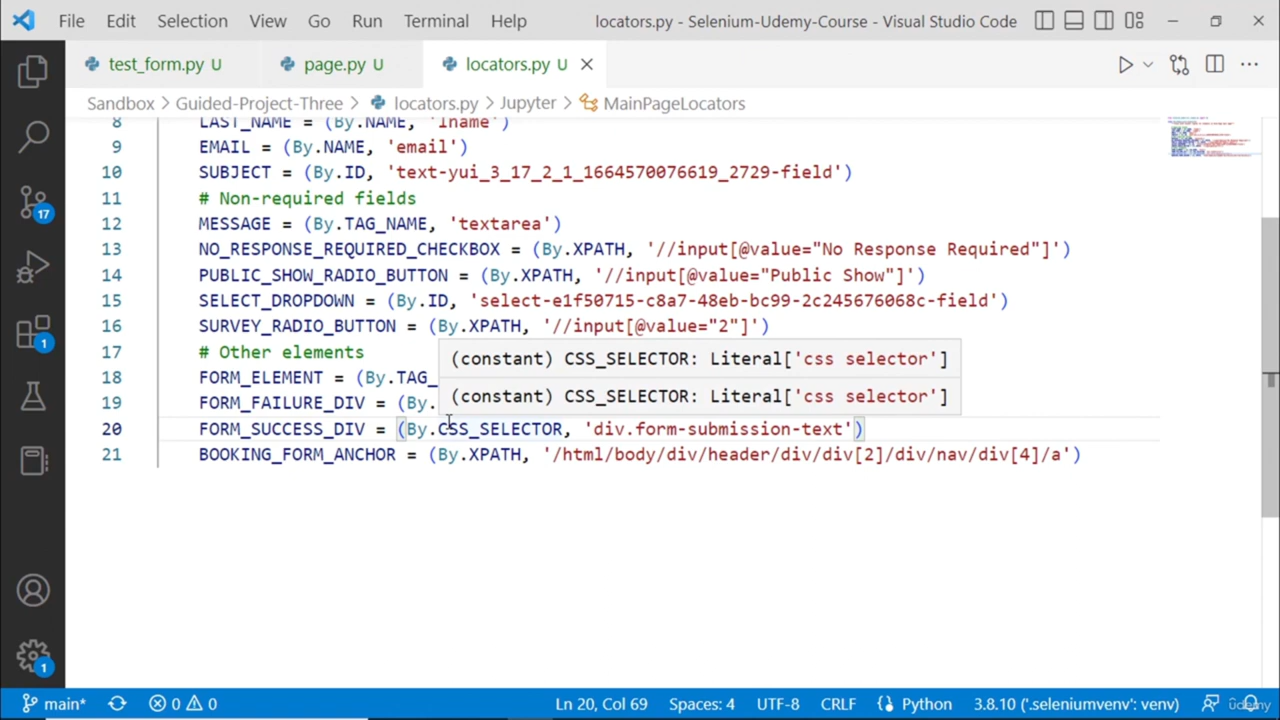 File Edit Selection View Go Run Terminal Help locators.py - Selenium-Udemy-Course - Visual Studio Code
test_form.py U page.py U locators.py U
Sandbox > Guided-Project-Three > locators.py > Jupyter > MainPageLocators
8 LAST_NAME = (By.NAME, 'lname')
9 EMAIL = (By.NAME, 'email')
10 SUBJECT = (By.ID, 'text-yui_3_17_2_1_1664570076619_2729-field')
11 # Non-required fields
12 MESSAGE = (By.TAG_NAME, 'textarea')
13 NO_RESPONSE_REQUIRED_CHECKBOX = (By.XPATH, '//input[@value="No Response Required"]')
14 PUBLIC_SHOW_RADIO_BUTTON = (By.XPATH, '//input[@value="Public Show"]')
15 SELECT_DROPDOWN = (By.ID, 'select-e1f50715-c8a7-48eb-bc99-2c245676068c-field')
16 SURVEY_RADIO_BUTTON = (By.XPATH, '//input[@value="2"]')
17 # Other elements
(constant) CSS_SELECTOR: Literal['css selector']
18 FORM_ELEMENT = (By.TAG_
(constant) CSS_SELECTOR: Literal['css selector']
19 FORM_FAILURE_DIV = (By.
20 FORM_SUCCESS_DIV = (By.CSS_SELECTOR, 'div.form-submission-text')
21 BOOKING_FORM_ANCHOR = (By.XPATH, '/html/body/div/header/div/div[2]/div/nav/div[4]/a')
17
1
1
main* 0 0 Ln 20, Col 69 Spaces: 4 UTF-8 CRLF Python 3.8.10 ('.seleniumvenv': venv) ûdemy